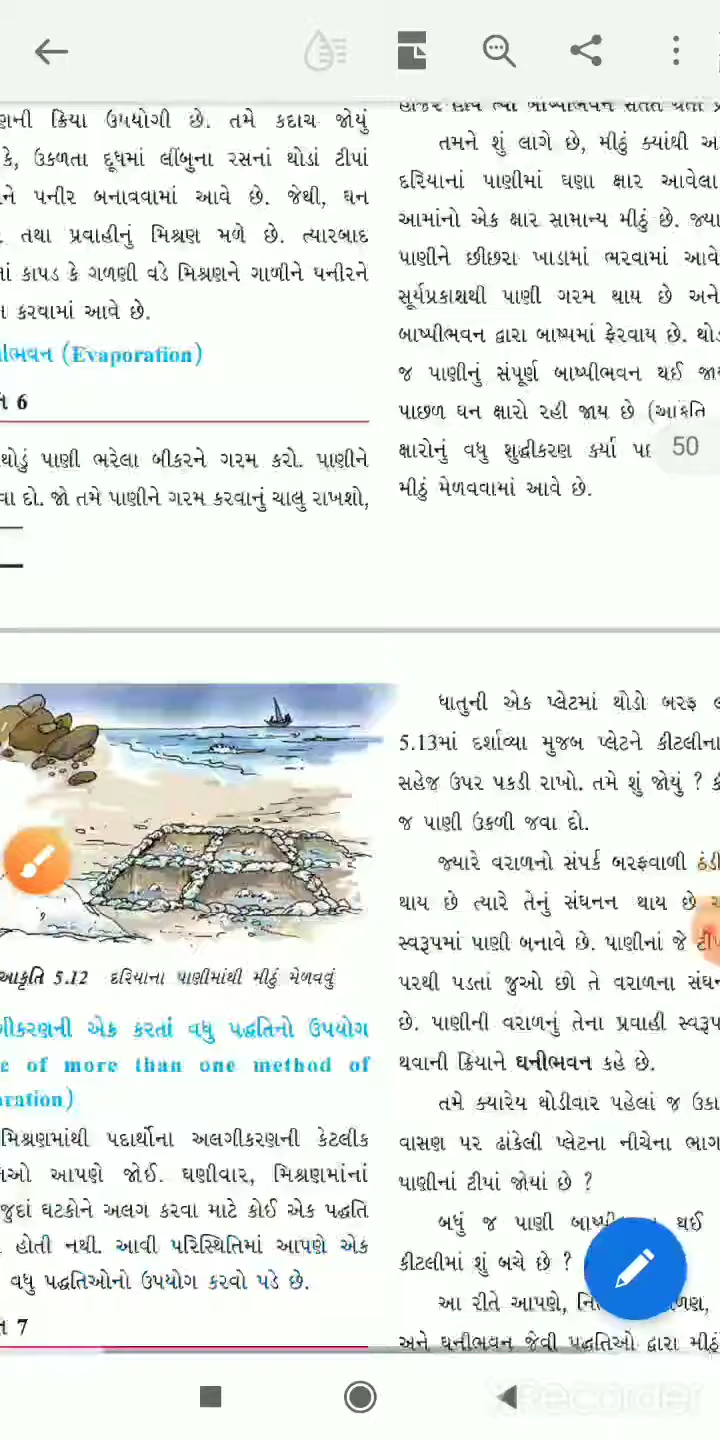 ક્રિયા ઉપયોગી છે. તમે કદાચ જોયું
કે, ઉકળતા દૂધમાં લીંબુના રસનાં થોડાં ટીપાં
ને પનીર બનાવવામાં આવે છે. જેથી, ઘન
તથા પ્રવાહીનું મિશ્રણ મળે છે. ત્યારબાદ
કાપડ કે ગળણી વડે મિશ્રણને ગાળીને પનીરને
કરવામાં આવે છે.
(Evaporation)
6
થોડું પાણી ભરેલા બીકરને ગરમ કરો. પાણીને
દો. જો તમે પાણીને ગરમ કરવાનું ચાલુ રાખશો,
તમને શું લાગે છે, મીઠું ક્યાંથી
દરિયાનાં પાણીમાં ઘણા ક્ષાર આવેલા
આમાંનો એક ક્ષાર સામાન્ય મીઠું છે.
પાણીને છીછરા ખાડામાં ભરવામાં આવે
સૂર્યપ્રકાશથી પાણી ગરમ થાય છે અને
બાષ્પીભવન દ્વારા બાષ્પમાં ફેરવાય છે.
જ પાણીનું સંપૂર્ણ બાષ્પીભવન થઈ
પાછળ ઘન ક્ષારો રહી જાય છે (આકૃતિ
ક્ષારોનું વધુ શુદ્ધીકરણ કર્યા
50
મીઠું મેળવવામાં આવે છે.
આકૃતિ 5.12 દરિયાના પાણીમાંથી મીઠું મેળવવું
એક કરતાં વધુ પદ્ધતિનો ઉપયોગ
of more than one method of
મિશ્રણમાંથી પદાર્થોના અલગીકરણની કેટલીક
આપણે જોઈ. ઘણીવાર, મિશ્રણમાંનાં
જુદાં ઘટકોને અલગ કરવા માટે કોઈ એક પદ્ધતિ
હોતી નથી. આવી પરિસ્થિતિમાં આપણે એક
વધુ પદ્ધતિઓનો ઉપયોગ કરવો પડે છે.
7
ધાતુની એક પ્લેટમાં થોડો બરફ
5.13માં દર્શાવ્યા મુજબ પ્લેટને કીટલીના
સહેજ ઉપર પકડી રાખો. તમે શું જોયું ?
જ પાણી ઉકળી જવા દો.
જ્યારે વરાળનો સંપર્ક બરફવાળી ઠંડી
થાય છે ત્યારે તેનું સંઘનન થાય છે
સ્વરૂપમાં પાણી બનાવે છે. પાણીનાં જે
પરથી પડતાં જુઓ છો તે વરાળના
છે. પાણીની વરાળનું તેના પ્રવાહી
થવાની ક્રિયાને ઘનીભવન કહે છે.
તમે ક્યારેય થોડીવાર પહેલાં જ
વાસણ પર ઢાંકેલી પ્લેટના નીચેના
પાણીનાં ટીપાં જોયાં છે ?
બધું જ પાણી થઈ
કીટલીમાં શું બચે છે ?
આ રીતે આપણે,
અને ઘનીભવન જેવી પદ્ધતિઓ દ્વારા મીઠું
Recorder